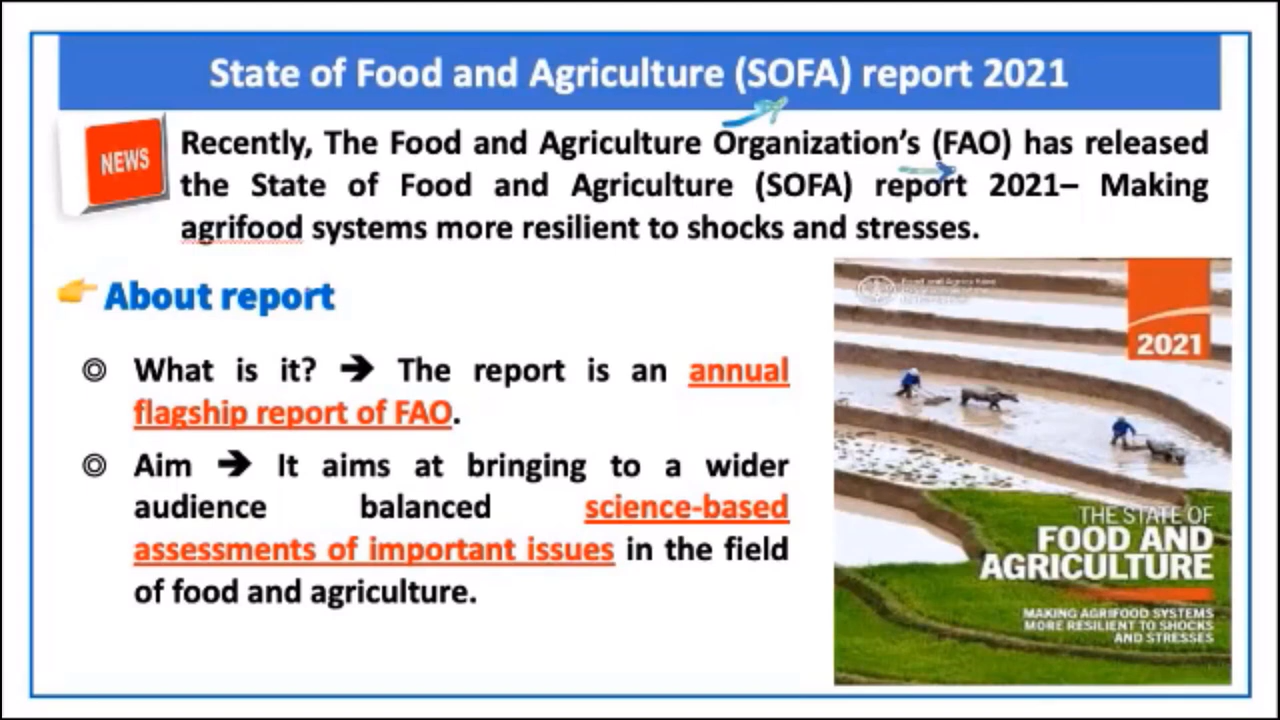 State of Food and Agriculture (SOFA) report 2021
NEWS
Recently, The Food and Agriculture Organization's (FAO) has released
the State of Food and Agriculture (SOFA) report 2021– Making
agrifood systems more resilient to shocks and stresses.
About report
What is it? ➔ The report is an annual
flagship report of FAO.
Aim ➔ It aims at bringing to a wider
audience balanced science-based
assessments of important issues in the field
of food and agriculture.
Food and Agriculture
2021
THE STATE OF
FOOD AND
AGRICULTURE
MAKING AGRIFOOD SYSTEMS
MORE RESILIENT TO SHOCKS
AND STRESSES